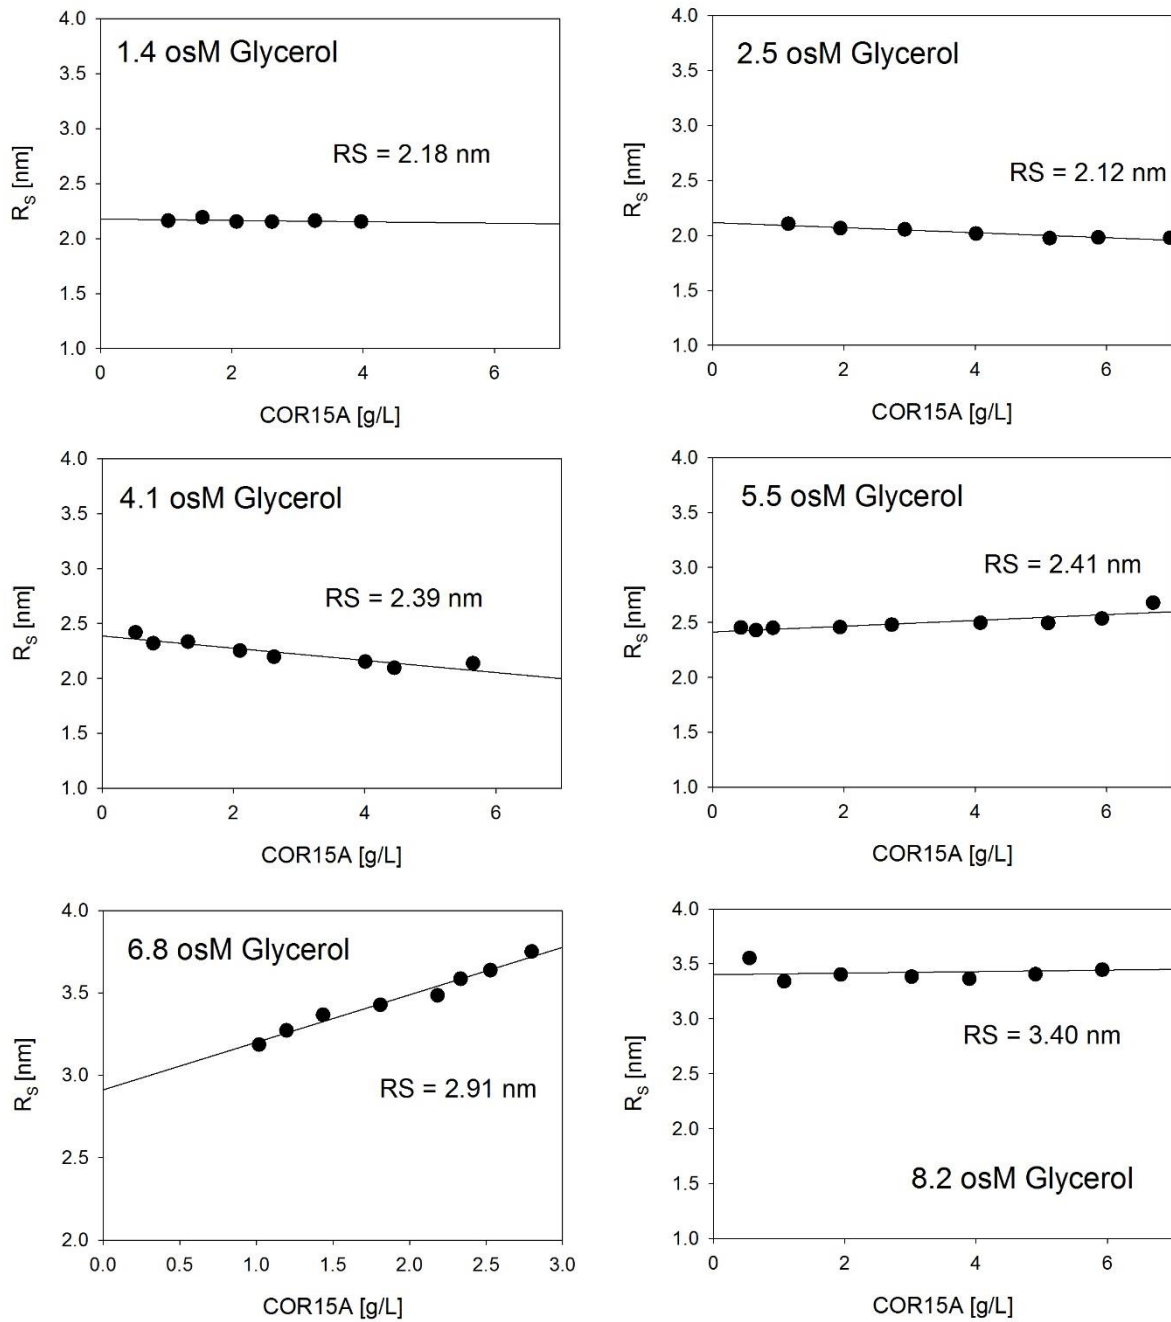 4.0
3.5
3.0
2.5
2.0
1.5
1.0
R_S [nm]
1.4 osM Glycerol
RS = 2.18 nm
0 2 4 6
COR15A [g/L]
4.0
3.5
3.0
2.5
2.0
1.5
1.0
R_S [nm]
2.5 osM Glycerol
RS = 2.12 nm
0 2 4 6
COR15A [g/L]
4.0
3.5
3.0
2.5
2.0
1.5
1.0
R_S [nm]
4.1 osM Glycerol
RS = 2.39 nm
0 2 4 6
COR15A [g/L]
4.0
3.5
3.0
2.5
2.0
1.5
1.0
R_S [nm]
5.5 osM Glycerol
RS = 2.41 nm
0 2 4 6
COR15A [g/L]
4.0
3.5
3.0
2.5
2.0
R_S [nm]
6.8 osM Glycerol
RS = 2.91 nm
0.0 0.5 1.0 1.5 2.0 2.5 3.0
COR15A [g/L]
4.0
3.5
3.0
2.5
2.0
1.5
1.0
R_S [nm]
RS = 3.40 nm
8.2 osM Glycerol
0 2 4 6
COR15A [g/L]